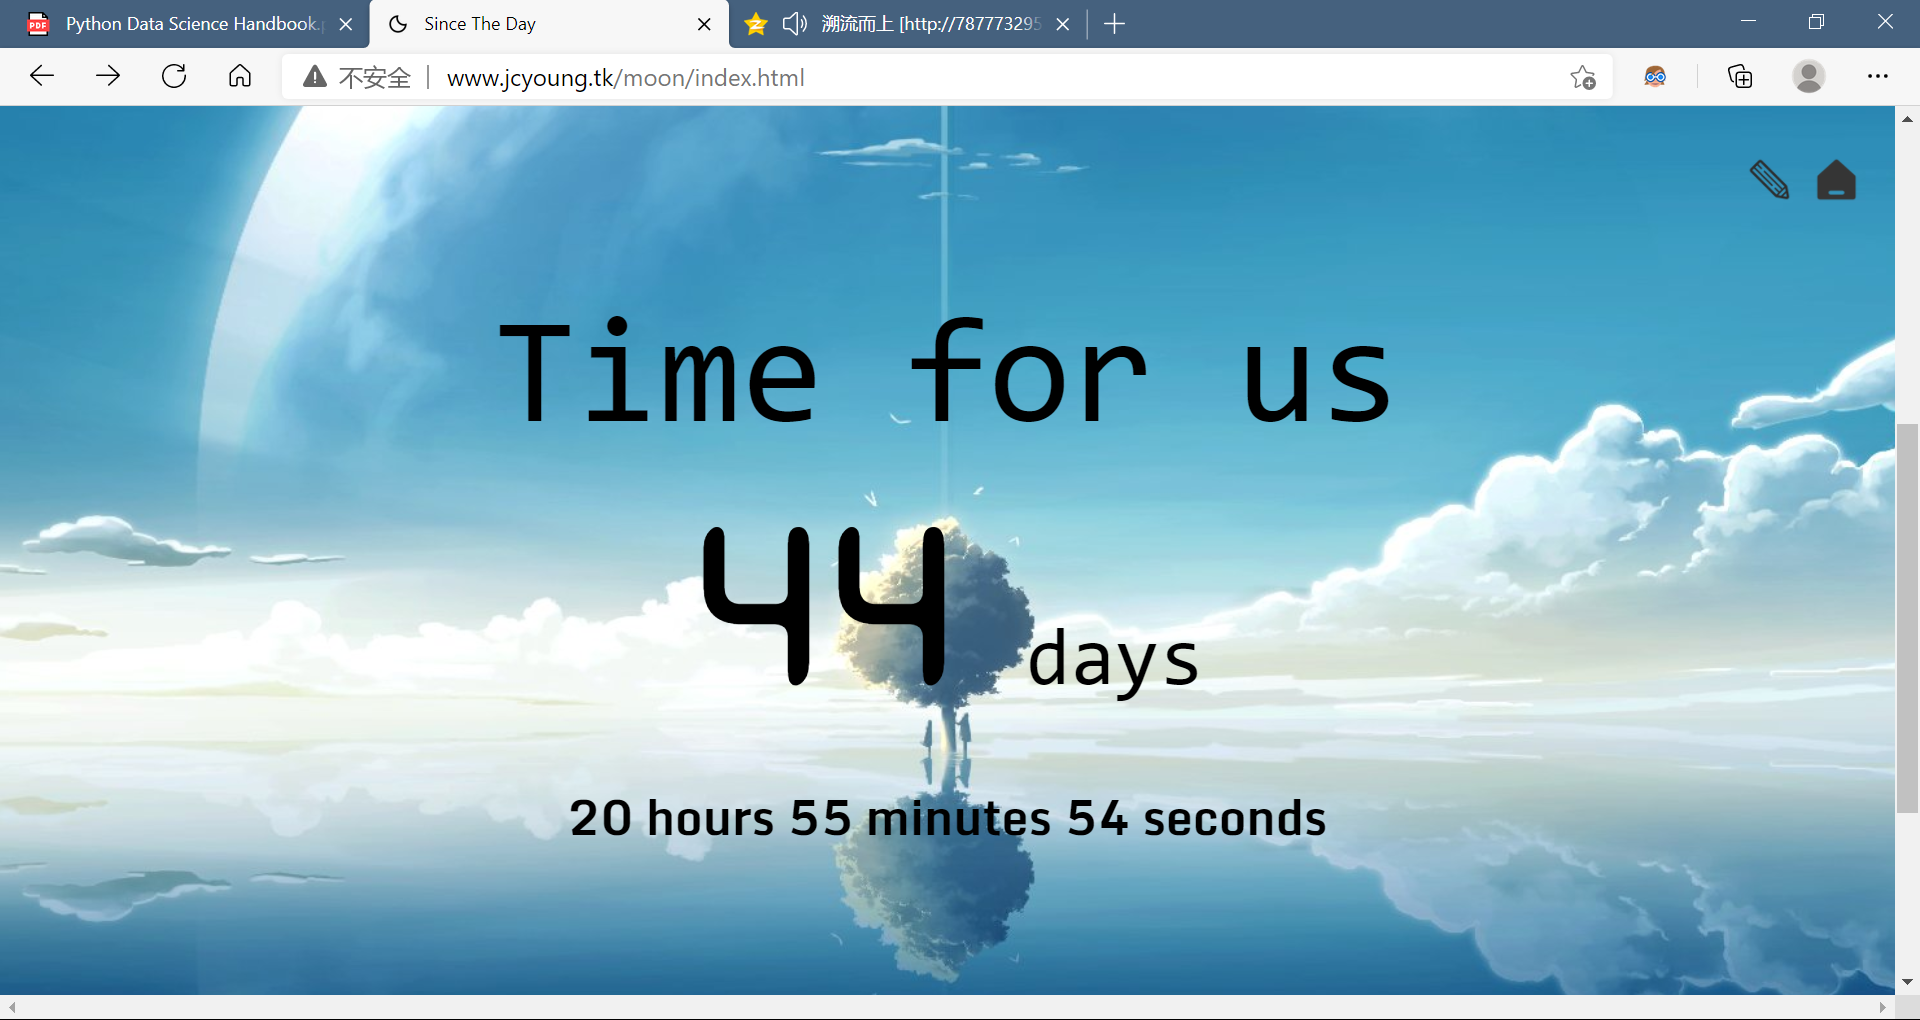 Python Data Science Handbook.
Since The Day
溯流而上 [http://787773295
不安全
www.jcyoung.tk/moon/index.html
Time for us
44 days
20 hours 55 minutes 54 seconds